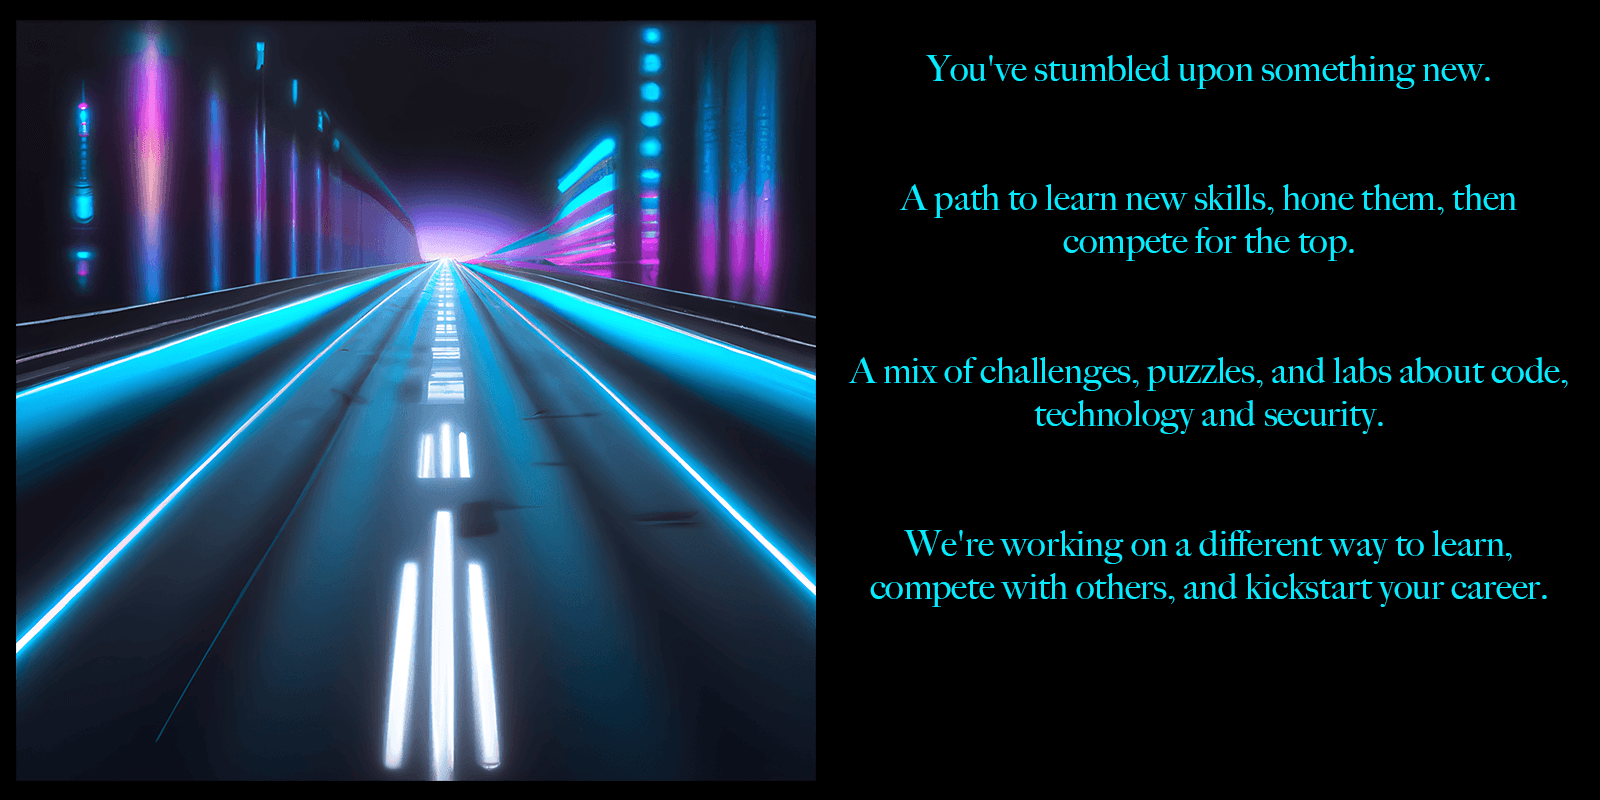 You've stumbled upon something new.
A path to learn new skills, hone them, then
compete for the top.
A mix of challenges, puzzles, and labs about code,
technology and security.
We're working on a different way to learn,
compete with others, and kickstart your career.